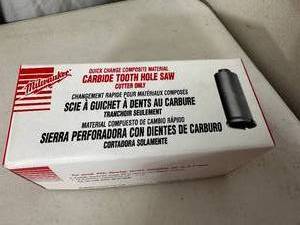 Milwaukee
QUICK CHANGE COMPOSITE MATERIAL
CARBIDE TOOTH HOLE SAW
CUTTER ONLY
CHANGEMENT RAPIDE POUR MATÉRIAUX COMPOSÉS
SCIE À GUICHET À DENTS AU CARBURE
TRANCHOIR SEULEMENT
MATERIAL COMPUESTO DE CAMBIO RÁPIDO
SIERRA PERFORADORA CON DIENTES DE CARBURO
CORTADORA SOLAMENTE